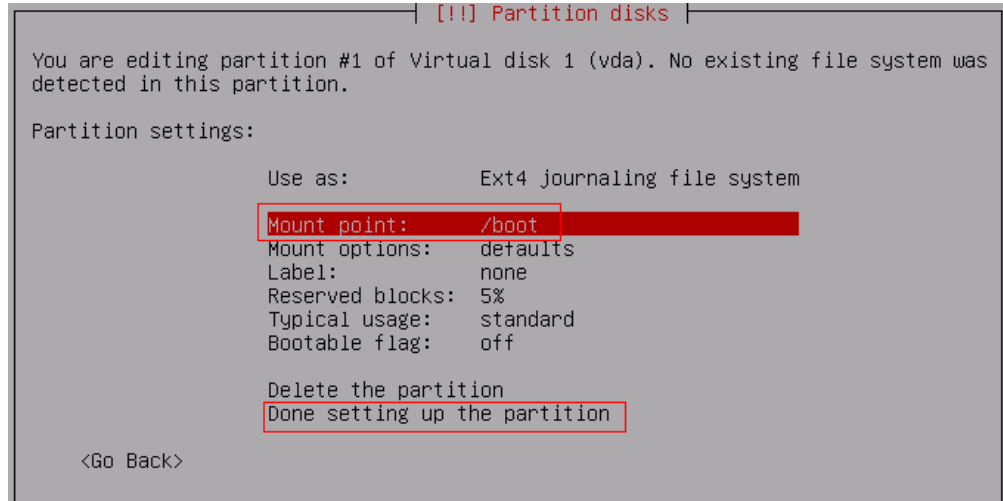 [!!] Partition disks
You are editing partition #1 of Virtual disk 1 (vda). No existing file system was
detected in this partition.
Partition settings:
Use as: Ext4 journaling file system
Mount point: /boot
Mount options: defaults
Label: none
Reserved blocks: 5%
Typical usage: standard
Bootable flag: off
Delete the partition
Done setting up the partition
<Go Back>